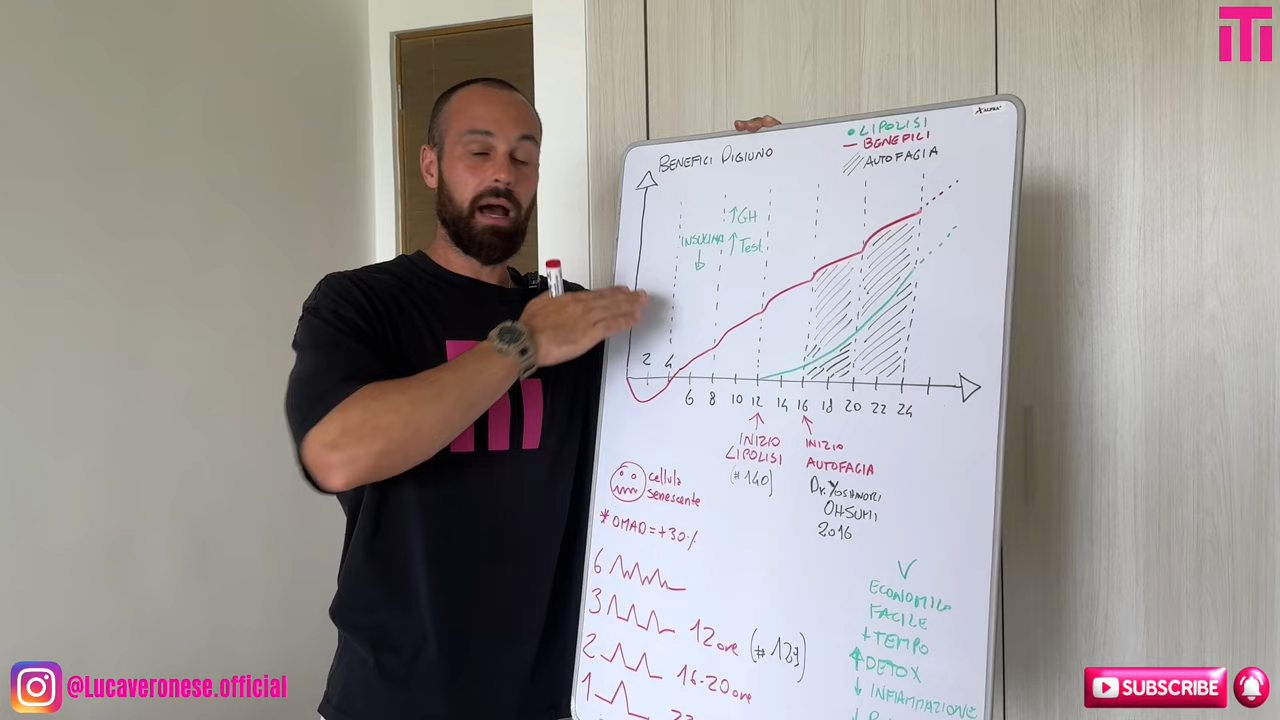 BENEFICI DIGIUNO
ALPHA
LIPOLISI
BENEFICI
AUTOFAGIA
INSULINA
↑GH
↑ Test.
2 4 6 8 10 12 14 16 18 20 22 24
INIZIO
LIPOLISI
(#140)
INIZIO
AUTOFAGIA
Dr. YOSHINORI
OHSUMI
2016
cellula
senescente
* OMAD = +30%
6
3 12 ore (#139)
2 16-20 ore
1
V
ECONOMICO
FACILE
↓ TEMPO
↑ DETOX
↓ INFIAMMAZIONE
@Lucaveronese.official
SUBSCRIBE